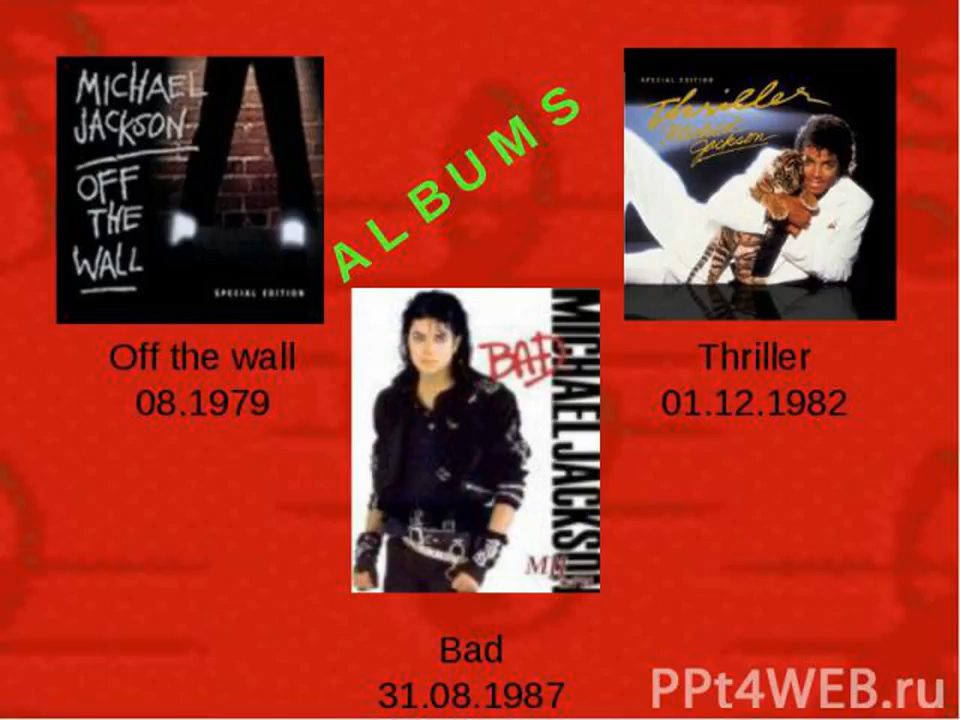 ALBUMS
MICHAEL
JACKSON
OFF
THE
WALL
SPECIAL EDITION
SPECIAL EDITION
Thriller
Michael
Jackson
Off the wall
08.1979
Thriller
01.12.1982
BAD
MICHAEL JACKSON
Bad
31.08.1987
PPt4WEB.ru